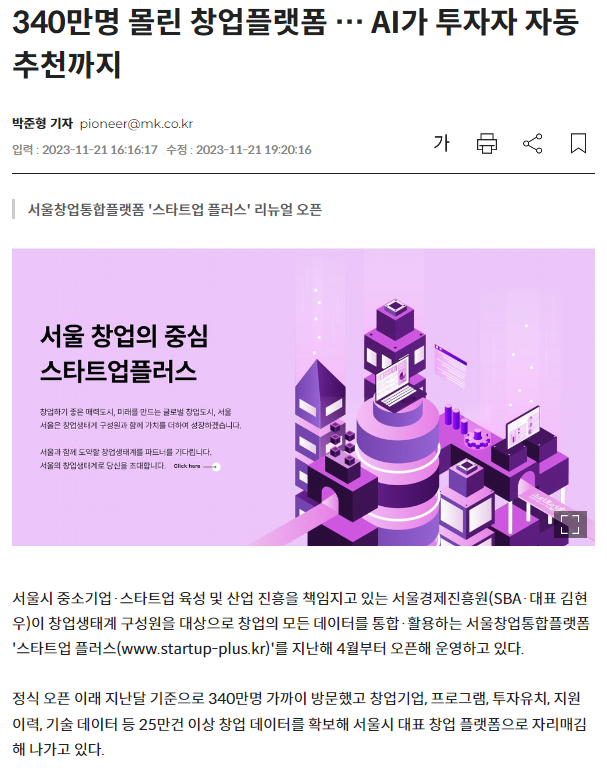 340만명 몰린 창업플랫폼 … AI가 투자자 자동
추천까지
박준형 기자 pioneer@mk.co.kr
입력 : 2023-11-21 16:16:17 수정 : 2023-11-21 19:20:16
가
서울창업통합플랫폼 '스타트업 플러스' 리뉴얼 오픈
서울 창업의 중심
스타트업플러스
창업하기 좋은 매력도시, 미래를 만드는 글로벌 창업도시, 서울
서울은 창업생태계 구성원과 함께 가치를 더하여 성장하겠습니다.
서울과 함께 도약할 창업생태계를 파트너를 기다립니다,
서울의 창업생태계로 당신을 초대합니다. Click here
서울시 중소기업·스타트업 육성 및 산업 진흥을 책임지고 있는 서울경제진흥원(SBA·대표 김현
우)이 창업생태계 구성원을 대상으로 창업의 모든 데이터를 통합·활용하는 서울창업통합플랫폼
'스타트업 플러스(www.startup-plus.kr)'를 지난해 4월부터 오픈해 운영하고 있다.
정식 오픈 이래 지난달 기준으로 340만명 가까이 방문했고 창업기업, 프로그램, 투자유치, 지원
이력, 기술 데이터 등 25만건 이상 창업 데이터를 확보해 서울시 대표 창업 플랫폼으로 자리매김
해 나가고 있다.